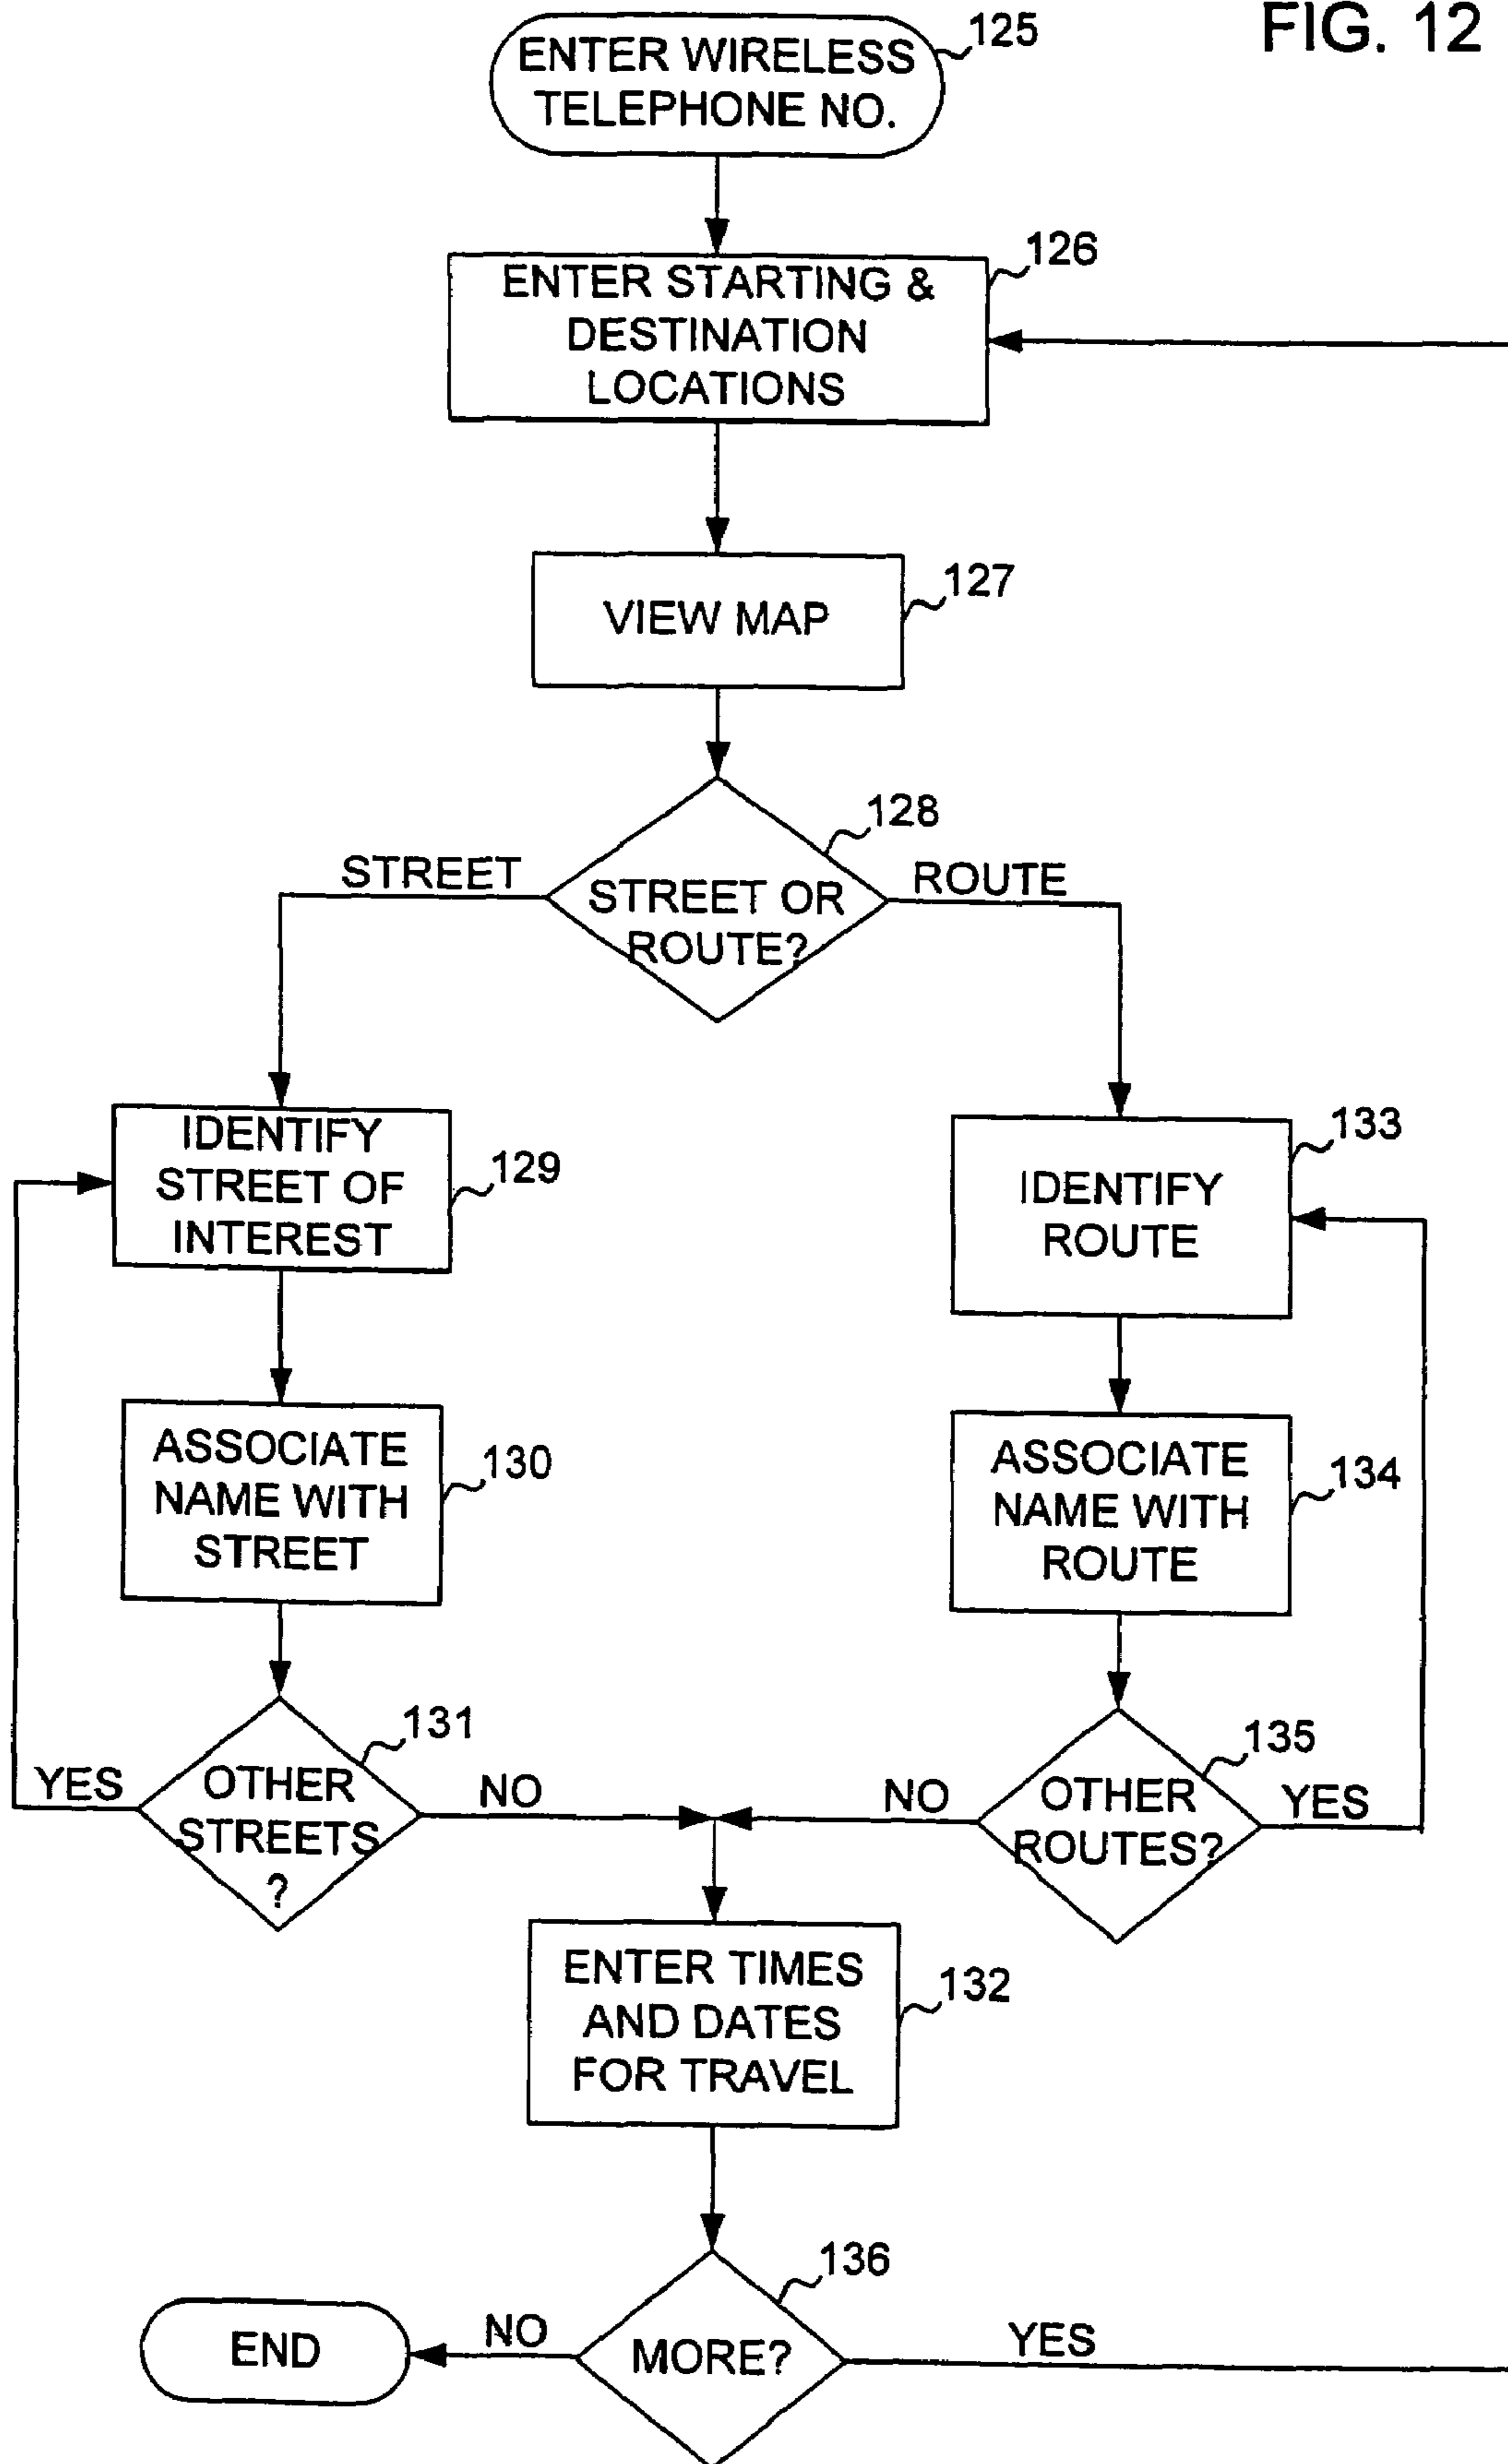 FIG. 12
ENTER WIRELESS
TELEPHONE NO.
125
ENTER STARTING &
DESTINATION
LOCATIONS
126
VIEW MAP
127
128
STREET
STREET OR
ROUTE?
ROUTE
IDENTIFY
STREET OF
INTEREST
129
ASSOCIATE
NAME WITH
STREET
130
131
YES
OTHER
STREETS
?
NO
133
IDENTIFY
ROUTE
ASSOCIATE
NAME WITH
ROUTE
134
135
NO
OTHER
ROUTES?
YES
ENTER TIMES
AND DATES
FOR TRAVEL
132
136
END
NO
MORE?
YES